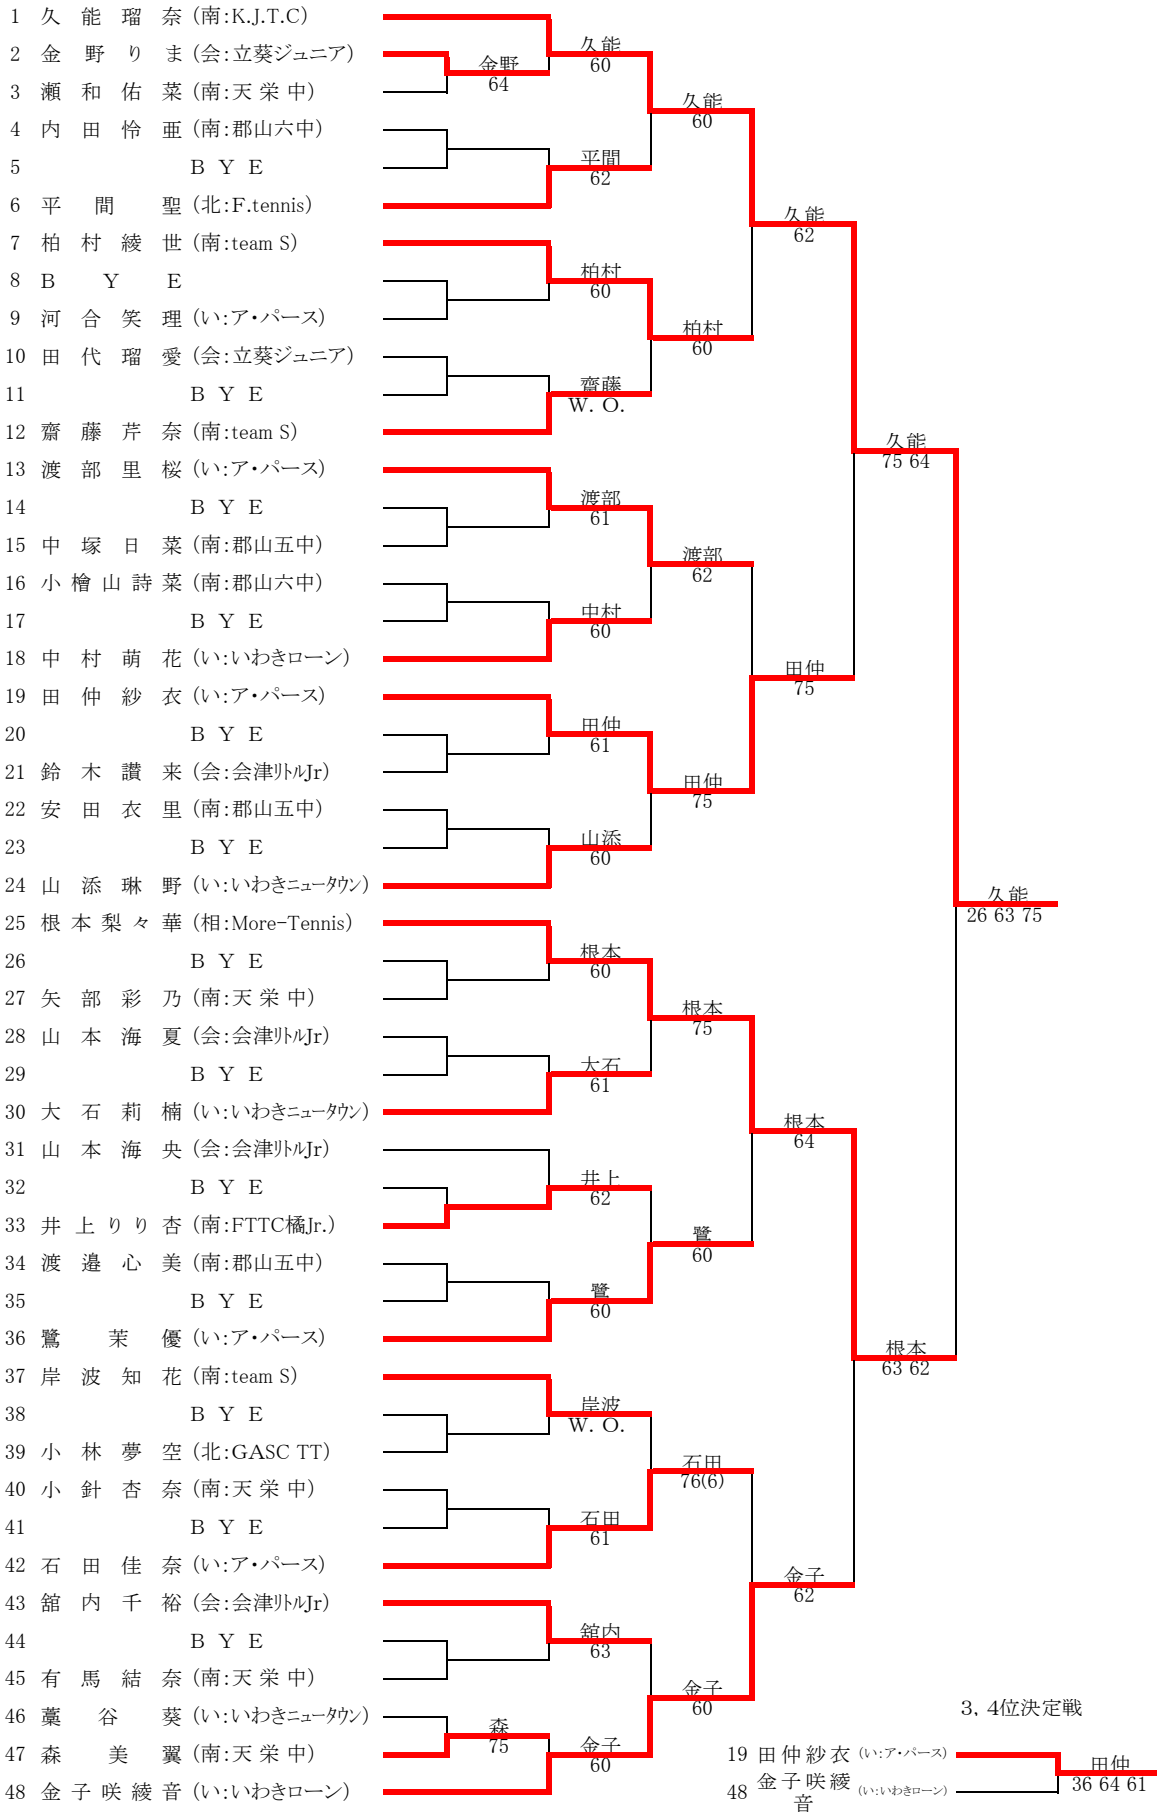 1 久能瑠奈 (南:K.J.T.C)
2 金野りま (会:立葵ジュニア)
3 瀬和佑菜 (南:天栄中)
4 内田怜亜 (南:郡山六中)
5 BYE
6 平間聖 (北:F.tennis)
7 柏村綾世 (南:team S)
8 BYE
9 河合笑理 (い:ア・パース)
10 田代瑠愛 (会:立葵ジュニア)
11 BYE
12 齋藤芹奈 (南:team S)
13 渡部里桜 (い:ア・パース)
14 BYE
15 中塚日菜 (南:郡山五中)
16 小檜山詩菜 (南:郡山六中)
17 BYE
18 中村萌花 (い:いわきローン)
19 田仲紗衣 (い:ア・パース)
20 BYE
21 鈴木讃来 (会:会津ﾘﾄﾙJr)
22 安田衣里 (南:郡山五中)
23 BYE
24 山添琳野 (い:いわきニュータウン)
25 根本梨々華 (相:More-Tennis)
26 BYE
27 矢部彩乃 (南:天栄中)
28 山本海夏 (会:会津ﾘﾄﾙJr)
29 BYE
30 大石莉楠 (い:いわきニュータウン)
31 山本海央 (会:会津ﾘﾄﾙJr)
32 BYE
33 井上りり杏 (南:FTTC橘Jr.)
34 渡邉心美 (南:郡山五中)
35 BYE
36 鷺茉優 (い:ア・パース)
37 岸波知花 (南:team S)
38 BYE
39 小林夢空 (北:GASC TT)
40 小針杏奈 (南:天栄中)
41 BYE
42 石田佳奈 (い:ア・パース)
43 舘内千裕 (会:会津ﾘﾄﾙJr)
44 BYE
45 有馬結奈 (南:天栄中)
46 藁谷葵 (い:いわきニュータウン)
47 森美翼 (南:天栄中)
48 金子咲綾音 (い:いわきローン)
金野
64
森
75
久能
60
平間
62
柏村
60
齋藤
W. O.
渡部
61
中村
60
田仲
61
山添
60
根本
60
大石
61
井上
62
鷺
60
岸波
W. O.
石田
61
舘内
63
金子
60
久能
60
柏村
60
渡部
62
田仲
75
根本
75
鷺
60
石田
76(6)
金子
60
久能
62
田仲
75
根本
64
金子
62
久能
75 64
根本
63 62
久能
26 63 75
3, 4位決定戦
19 田仲紗衣 (い:ア・パース)
48 金子咲綾音 (い:いわきローン)
田仲
36 64 61